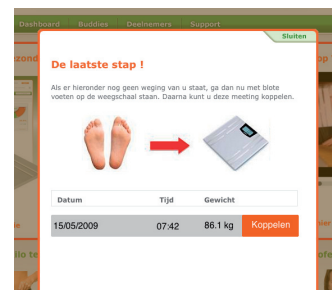 Dashboard Buddies Deelnemers Support
Sluiten
De laatste stap !
Als er hieronder nog geen weging van u staat, ga dan nu met blote
voeten op de weegschaal staan. Daarna kunt u deze meeting koppelen.
Datum Tijd Gewicht
15/05/2009 07:42 86.1 kg Koppelen